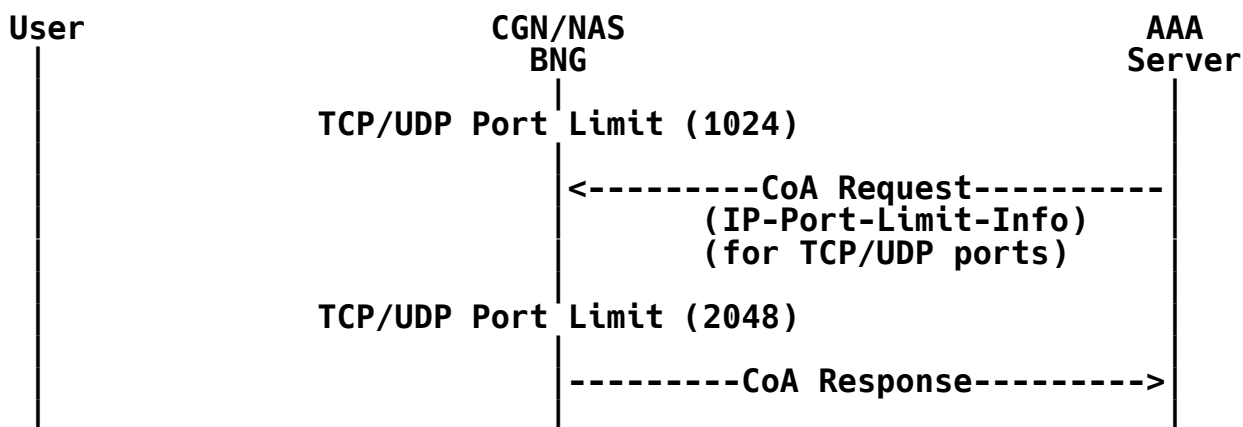 User CGN/NAS AAA
BNG Server
TCP/UDP Port Limit (1024)
<---------CoA Request----------
(IP-Port-Limit-Info)
(for TCP/UDP ports)
TCP/UDP Port Limit (2048)
---------CoA Response--------->